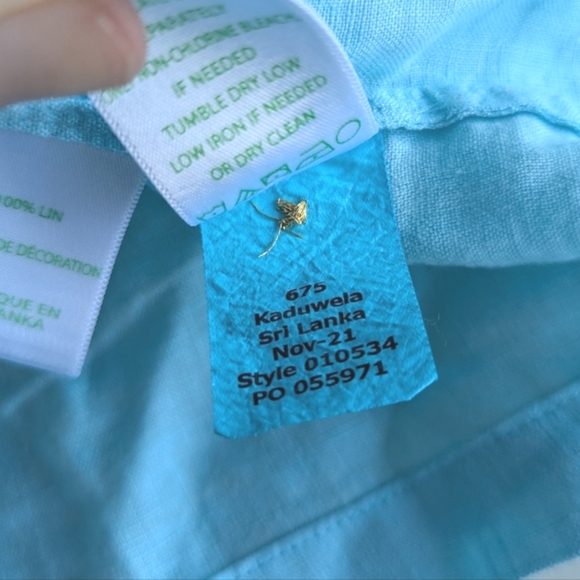 NON-CHLORINE BLEACH
IF NEEDED
TUMBLE DRY LOW
LOW IRON IF NEEDED
OR DRY CLEAN
100% LIN
DE DÉCORATION
QUE EN
675
Kaduwela
Sri Lanka
Nov-21
Style 010534
PO 055971